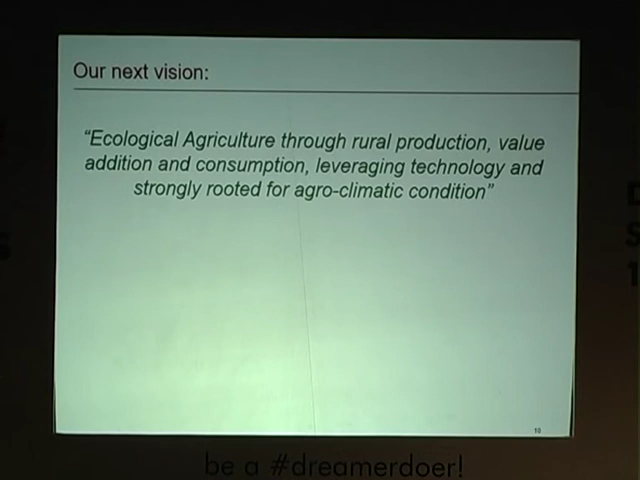 Our next vision:
“Ecological Agriculture through rural production, value
addition and consumption, leveraging technology and
strongly rooted for agro-climatic condition”
10
be a #dreamerdoer!